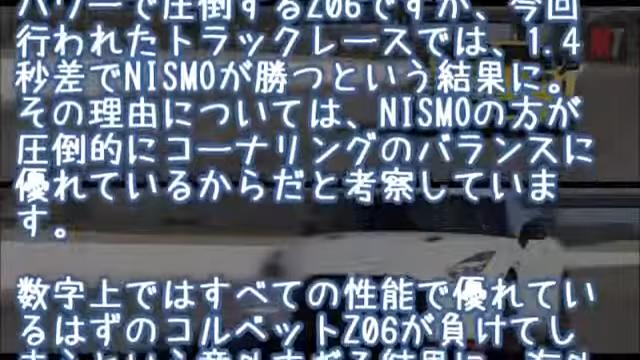 パワーで圧倒するZ06ですが、今回
行われたトラックレースでは、1.4
秒差でNISMOが勝つという結果に。
その理由については、NISMOの方が
圧倒的にコーナリングのバランスに
優れているからだと考察していま
す。
数字上ではすべての性能で優れてい
るはずのコルベットZ06が負けてし